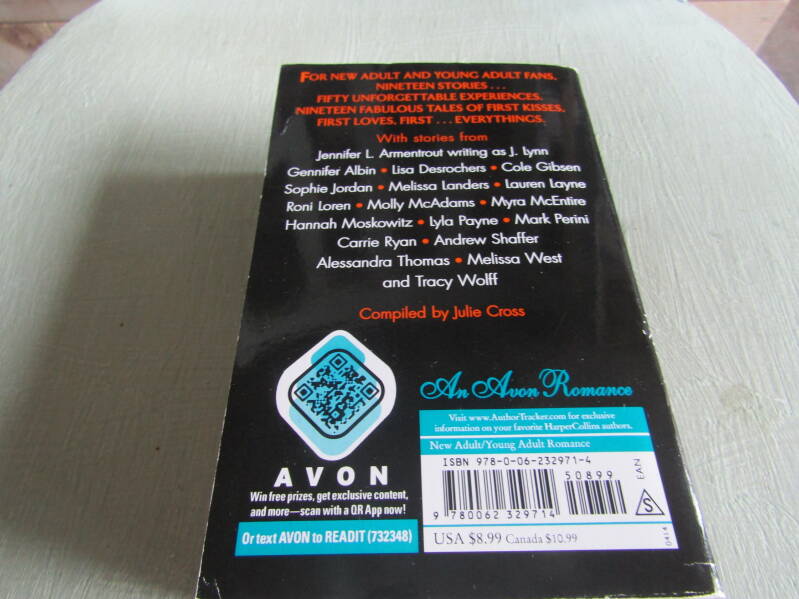 FOR NEW ADULT AND YOUNG ADULT FANS,
NINETEEN STORIES . . .
FIFTY UNFORGETTABLE EXPERIENCES.
NINETEEN FABULOUS TALES OF FIRST KISSES,
FIRST LOVES, FIRST . . . EVERYTHINGS.
With stories from
Jennifer L. Armentrout writing as J. Lynn
Gennifer Albin • Lisa Desrochers • Cole Gibsen
Sophie Jordan • Melissa Landers • Lauren Layne
Roni Loren • Molly McAdams • Myra McEntire
Hannah Moskowitz • Lyla Payne • Mark Perini
Carrie Ryan • Andrew Shaffer
Alessandra Thomas • Melissa West
and Tracy Wolff
Compiled by Julie Cross
AVON
Win free prizes, get exclusive content,
and more—scan with a QR App now!
Or text AVON to READIT (732348)
An Avon Romance
Visit www.AuthorTracker.com for exclusive
information on your favorite HarperCollins authors.
New Adult/Young Adult Romance
ISBN 978-0-06-232971-4
50899
EAN
9 780062 329714
S
USA $8.99 Canada $10.99
0414